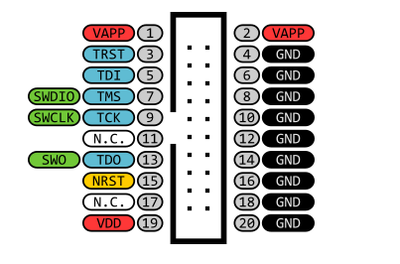 VAPP 1 2 VAPP
TRST 3 4 GND
TDI 5 6 GND
SWDIO TMS 7 8 GND
SWCLK TCK 9 10 GND
N.C. 11 12 GND
SWO TDO 13 14 GND
NRST 15 16 GND
N.C. 17 18 GND
VDD 19 20 GND